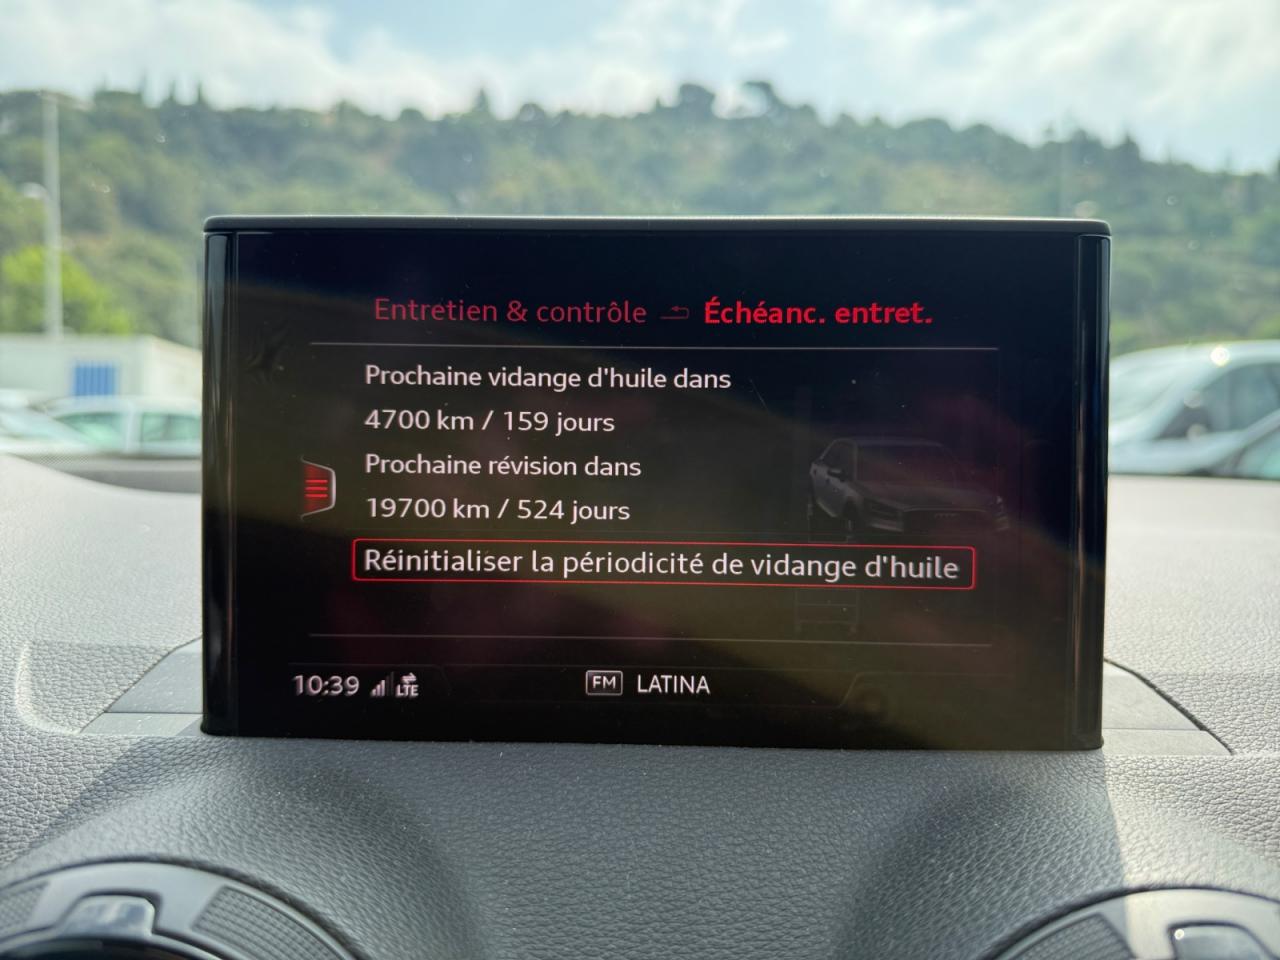 Entretien & contrôle Échéanc. entret.
Prochaine vidange d'huile dans
4700 km / 159 jours
Prochaine révision dans
19700 km / 524 jours
Réinitialiser la périodicité de vidange d'huile
10:39 LTE FM LATINA